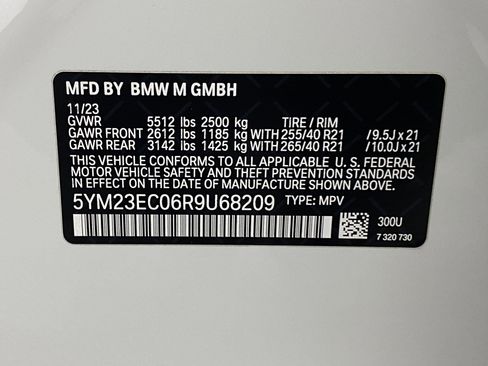 MFD BY BMW M GMBH
11/23
GVWR 5512 lbs 2500 kg TIRE / RIM
GAWR FRONT 2612 lbs 1185 kg WITH 255/40 R21 / 9.5J x 21
GAWR REAR 3142 lbs 1425 kg WITH 265/40 R21 / 10.0J x 21
THIS VEHICLE CONFORMS TO ALL APPLICABLE U. S. FEDERAL
MOTOR VEHICLE SAFETY AND THEFT PREVENTION STANDARDS
IN EFFECT ON THE DATE OF MANUFACTURE SHOWN ABOVE.
5YM23EC06R9U68209 TYPE: MPV
300U
7 320 730